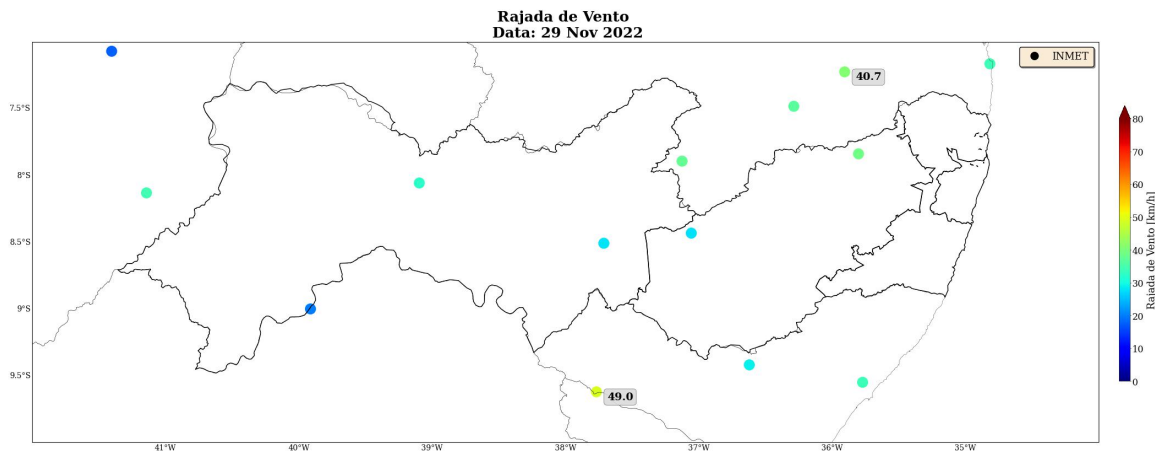 Rajada de Vento
Data: 29 Nov 2022
INMET
40.7
49.0
7.5°S
8°S
8.5°S
9°S
9.5°S
41°W
40°W
39°W
38°W
37°W
36°W
35°W
80
70
60
50
40
30
20
10
0
Rajada de Vento [km/h]